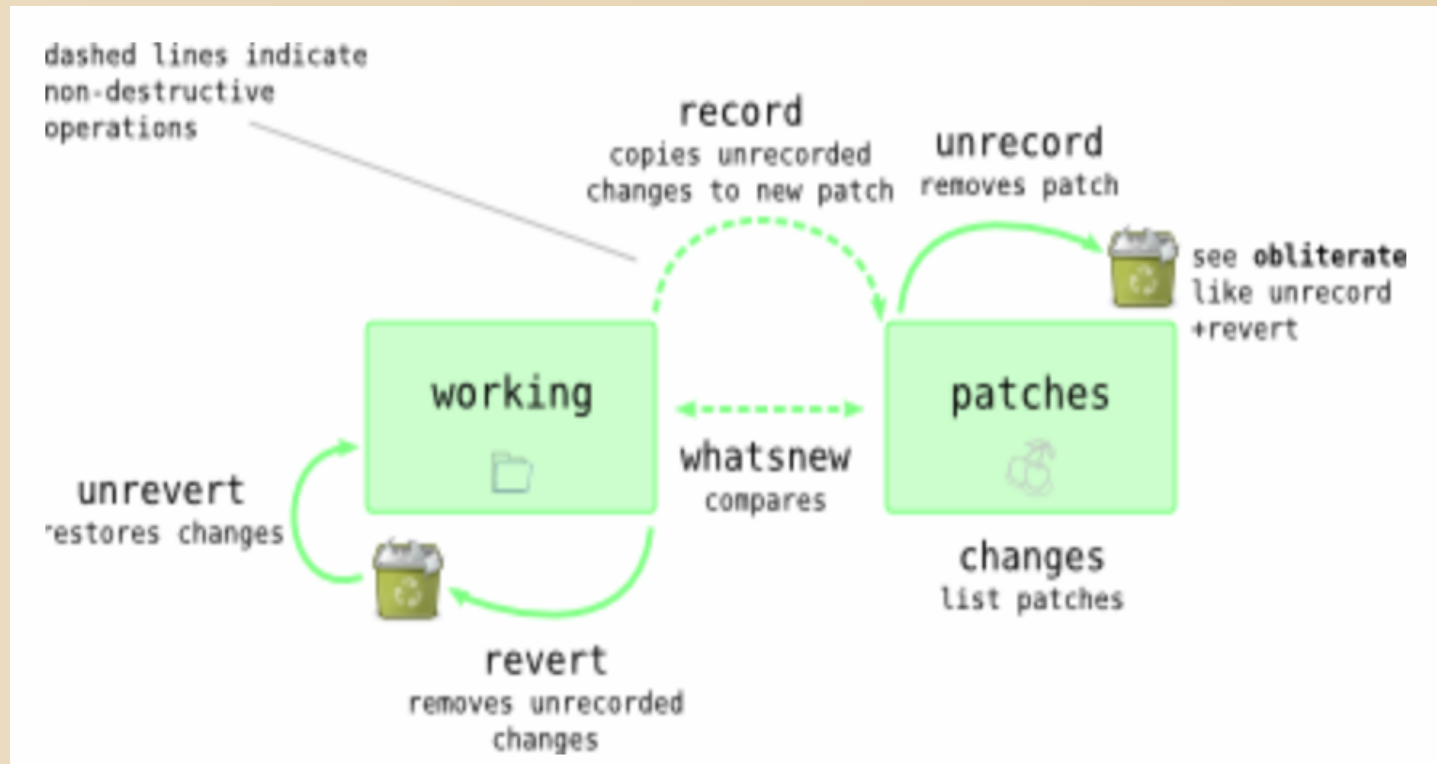 dashed lines indicate
non-destructive
operations
record
copies unrecorded
changes to new patch
unrecord
removes patch
see obliterate
like unrecord
+revert
working
patches
whatsnew
compares
unrevert
restores changes
changes
list patches
revert
removes unrecorded
changes